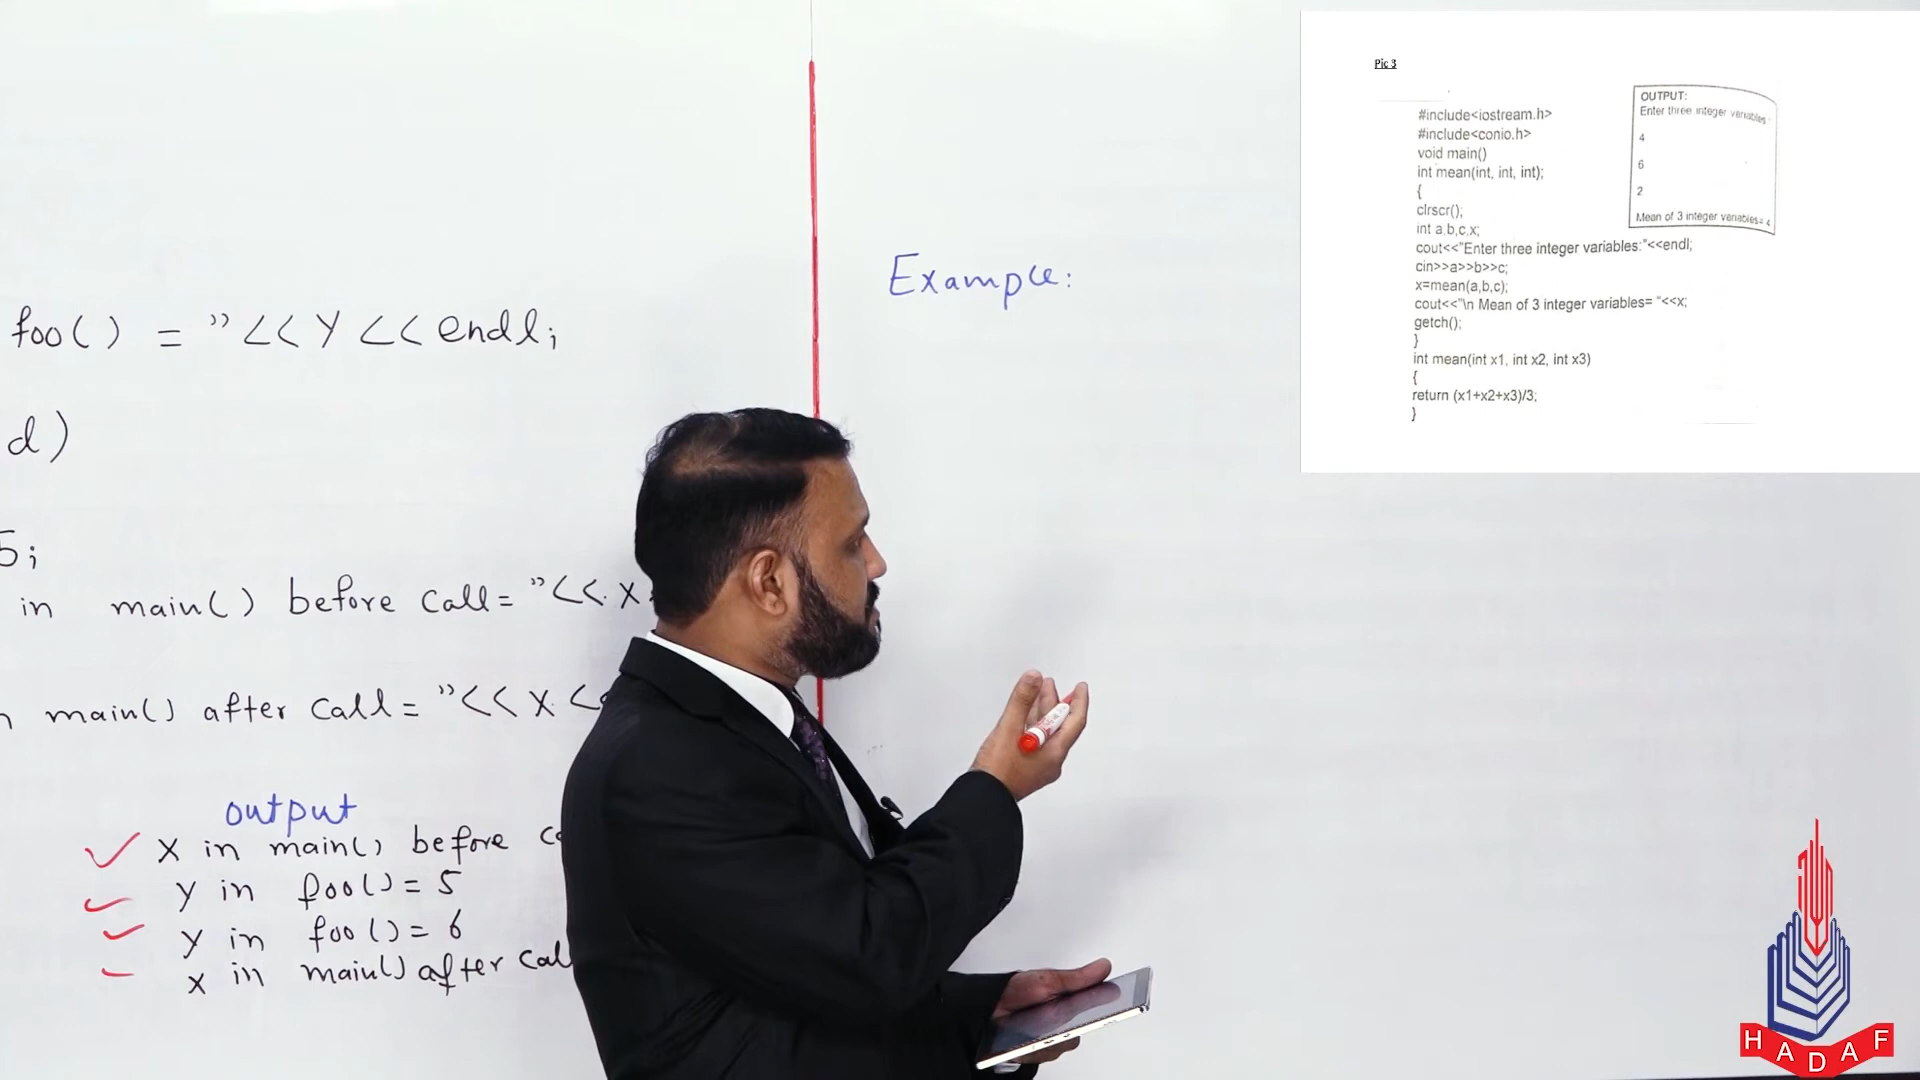 foo() = "<< y << endl;
d)
5;
in main() before call = "<< x
main() after call = "<< x <
output
x in main() before
y in foo() = 5
y in foo() = 6
x in main() after call
Example:
Pic 3
#include<iostream.h>
#include<conio.h>
void main()
int mean(int, int, int);
{
clrscr();
int a,b,c,x;
cout<<"Enter three integer variables:"<<endl;
cin>>a>>b>>c;
x=mean(a,b,c);
cout<<"\n Mean of 3 integer variables= "<<x;
getch();
}
int mean(int x1, int x2, int x3)
{
return (x1+x2+x3)/3;
}
OUTPUT:
Enter three integer variables
4
6
2
Mean of 3 integer variables= 4
HADAF